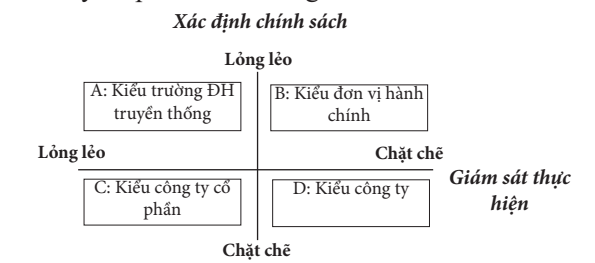 Xác định chính sách
Lỏng lẻo
A: Kiểu trường ĐH
truyền thống
B: Kiểu đơn vị hành
chính
Lỏng lẻo
Chặt chẽ
Giám sát thực
hiện
C: Kiểu công ty cổ
phần
D: Kiểu công ty
Chặt chẽ